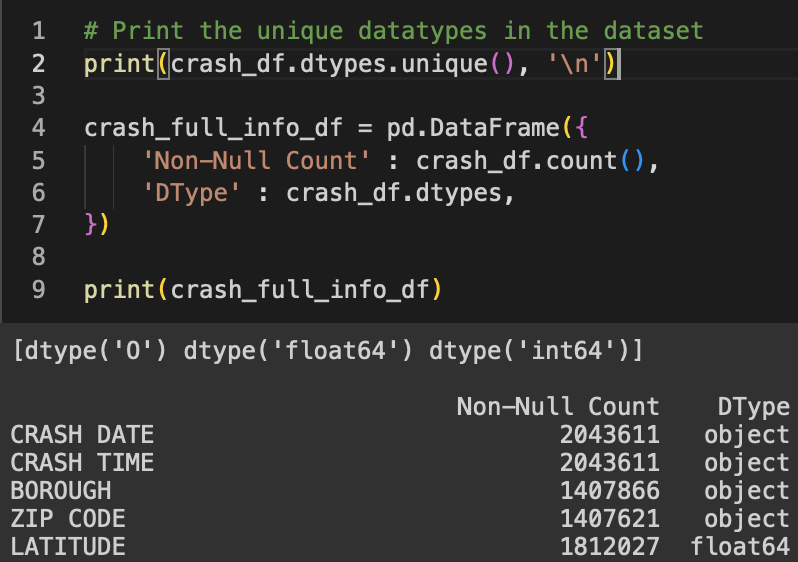 1 # Print the unique datatypes in the dataset
2 print(crash_df.dtypes.unique(), '\n')
3
4 crash_full_info_df = pd.DataFrame({
5     'Non-Null Count' : crash_df.count(),
6     'DType' : crash_df.dtypes,
7 })
8
9 print(crash_full_info_df)
[dtype('O') dtype('float64') dtype('int64')]
Non-Null Count DType
CRASH DATE 2043611 object
CRASH TIME 2043611 object
BOROUGH 1407866 object
ZIP CODE 1407621 object
LATITUDE 1812027 float64